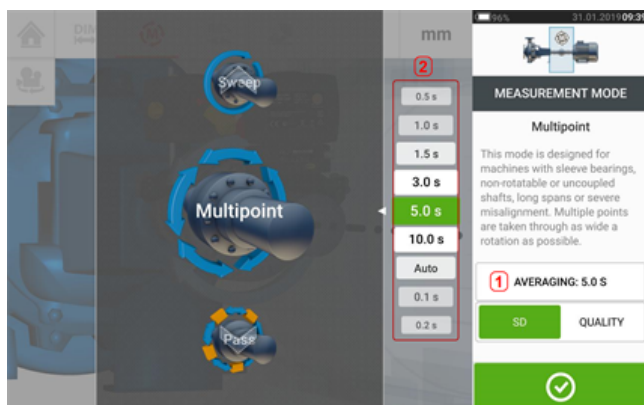 96% 31.01.2019 09:39
DIM
mm
2
Sweep
0.5 s
1.0 s
1.5 s
Multipoint
3.0 s
5.0 s
10.0 s
Auto
0.1 s
0.2 s
Pass
MEASUREMENT MODE
Multipoint
This mode is designed for
machines with sleeve bearings,
non-rotatable or uncoupled
shafts, long spans or severe
misalignment. Multiple points
are taken through as wide a
rotation as possible.
1 AVERAGING: 5.0 S
SD QUALITY